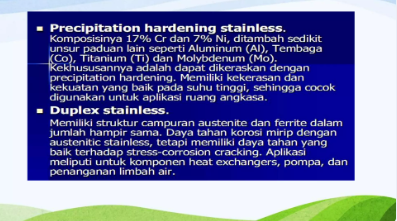 ▪ Precipitation hardening stainless.
Komposisinya 17% Cr dan 7% Ni, ditambah sedikit
unsur paduan lain seperti Aluminum (Al), Tembaga
(Co), Titanium (Ti) dan Molybdenum (Mo).
Kekhususannya adalah dapat dikeraskan dengan
precipitation hardening. Memiliki kekerasan dan
kekuatan yang baik pada suhu tinggi, sehingga cocok
digunakan untuk aplikasi ruang angkasa.
▪ Duplex stainless.
Memiliki struktur campuran austenite dan ferrite dalam
jumlah hampir sama. Daya tahan korosi mirip dengan
austenitic stainless, tetapi memiliki daya tahan yang
baik terhadap stress-corrosion cracking. Aplikasi
meliputi untuk komponen heat exchangers, pompa, dan
penanganan limbah air.